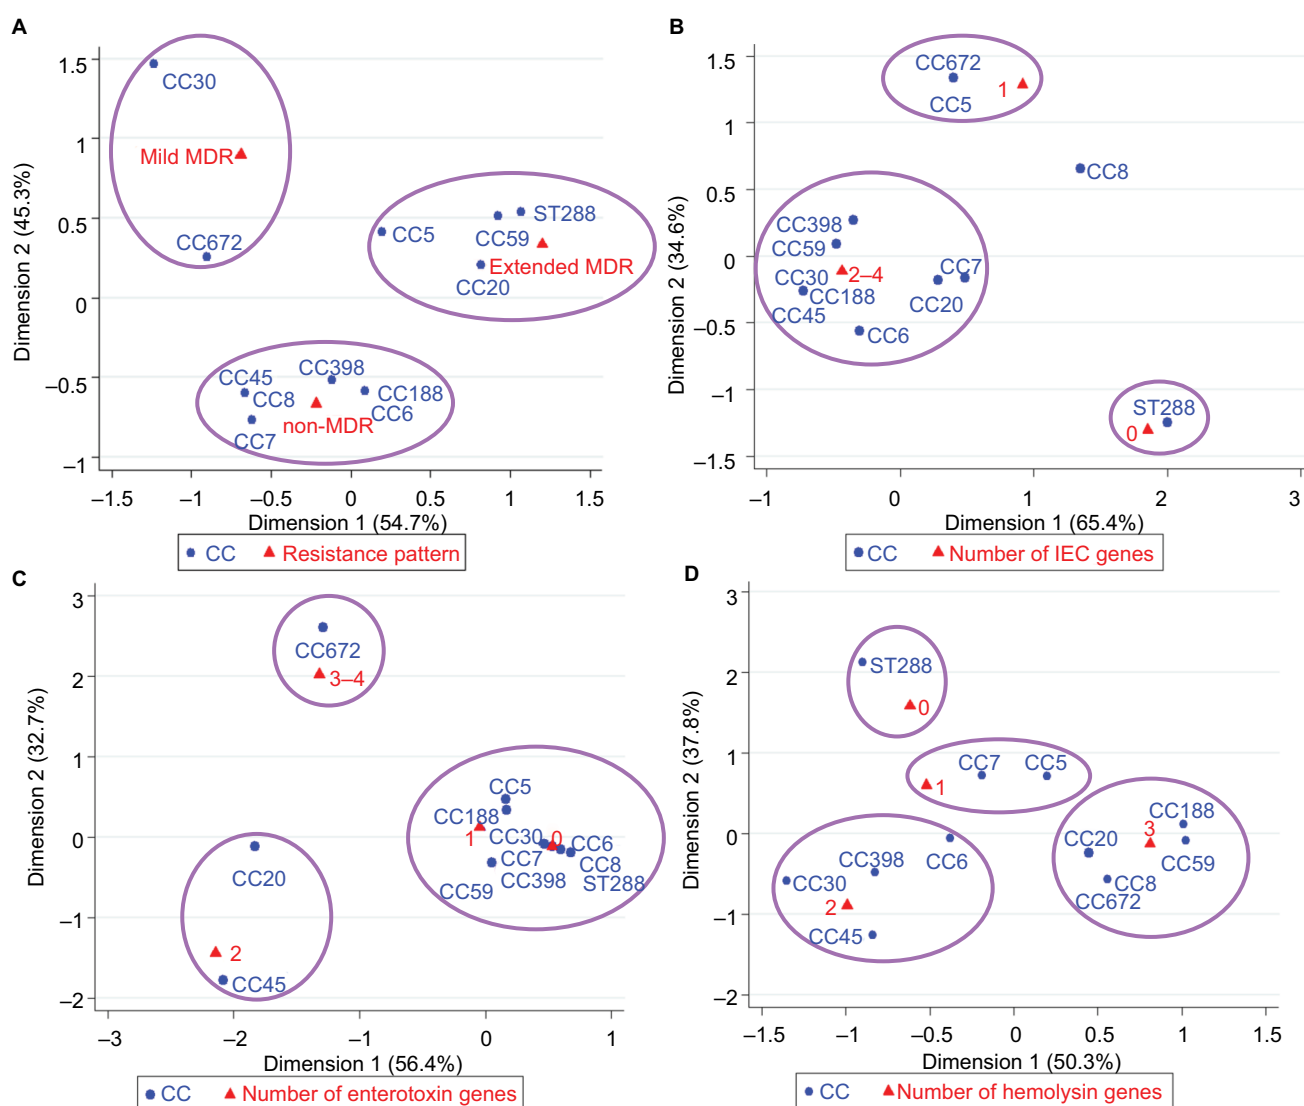 A
Dimension 2 (45.3%)
1.5
1
0.5
0
–0.5
–1
CC30
Mild MDR
CC672
CC5
ST288
CC59
Extended MDR
CC20
CC398
CC45
CC8
CC188
CC6
non-MDR
CC7
–1.5
–1
–0.5
0
0.5
1
1.5
Dimension 1 (54.7%)
CC
Resistance pattern
B
Dimension 2 (34.6%)
1.5
1
0.5
0
–0.5
–1
–1.5
CC672
1
CC5
CC8
CC398
CC59
CC30
2–4
CC7
CC188
CC20
CC45
CC6
ST288
0
–1
0
1
2
3
Dimension 1 (65.4%)
CC
Number of IEC genes
C
Dimension 2 (32.7%)
3
2
1
0
–1
–2
CC672
3–4
CC5
CC188
1
CC30
0
CC6
CC7
CC8
CC398
ST288
CC59
CC20
2
CC45
–3
–2
–1
0
1
Dimension 1 (56.4%)
CC
Number of enterotoxin genes
D
Dimension 2 (37.8%)
3
2
1
0
–1
–2
ST288
0
CC7
CC5
1
CC188
3
CC20
CC59
CC8
CC672
CC6
CC398
CC30
2
CC45
–1.5
–1
–0.5
0
0.5
1
1.5
Dimension 1 (50.3%)
CC
Number of hemolysin genes